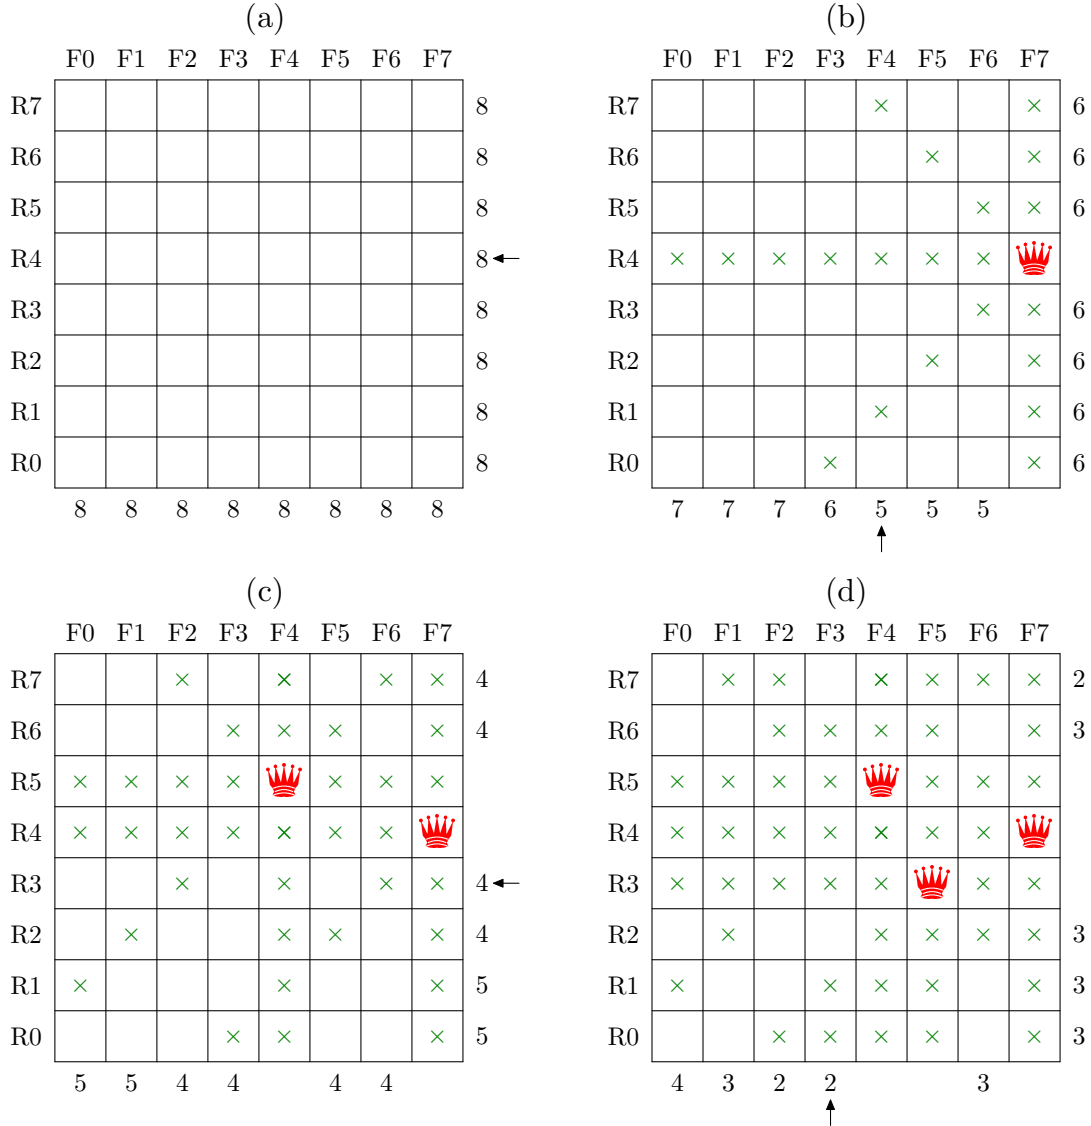 (a) (b)
F0 F1 F2 F3 F4 F5 F6 F7 F0 F1 F2 F3 F4 F5 F6 F7
R7 8 R7 6
R6 8 R6 6
R5 8 R5 6
R4 8 R4
R3 8 R3 6
R2 8 R2 6
R1 8 R1 6
R0 8 R0 6
8 8 8 8 8 8 8 8 7 7 7 6 5 5 5
(c) (d)
F0 F1 F2 F3 F4 F5 F6 F7 F0 F1 F2 F3 F4 F5 F6 F7
R7 4 R7 2
R6 4 R6 3
R5 R5
R4 R4
R3 4 R3
R2 4 R2 3
R1 5 R1 3
R0 5 R0 3
5 5 4 4 4 4 4 3 2 2 3